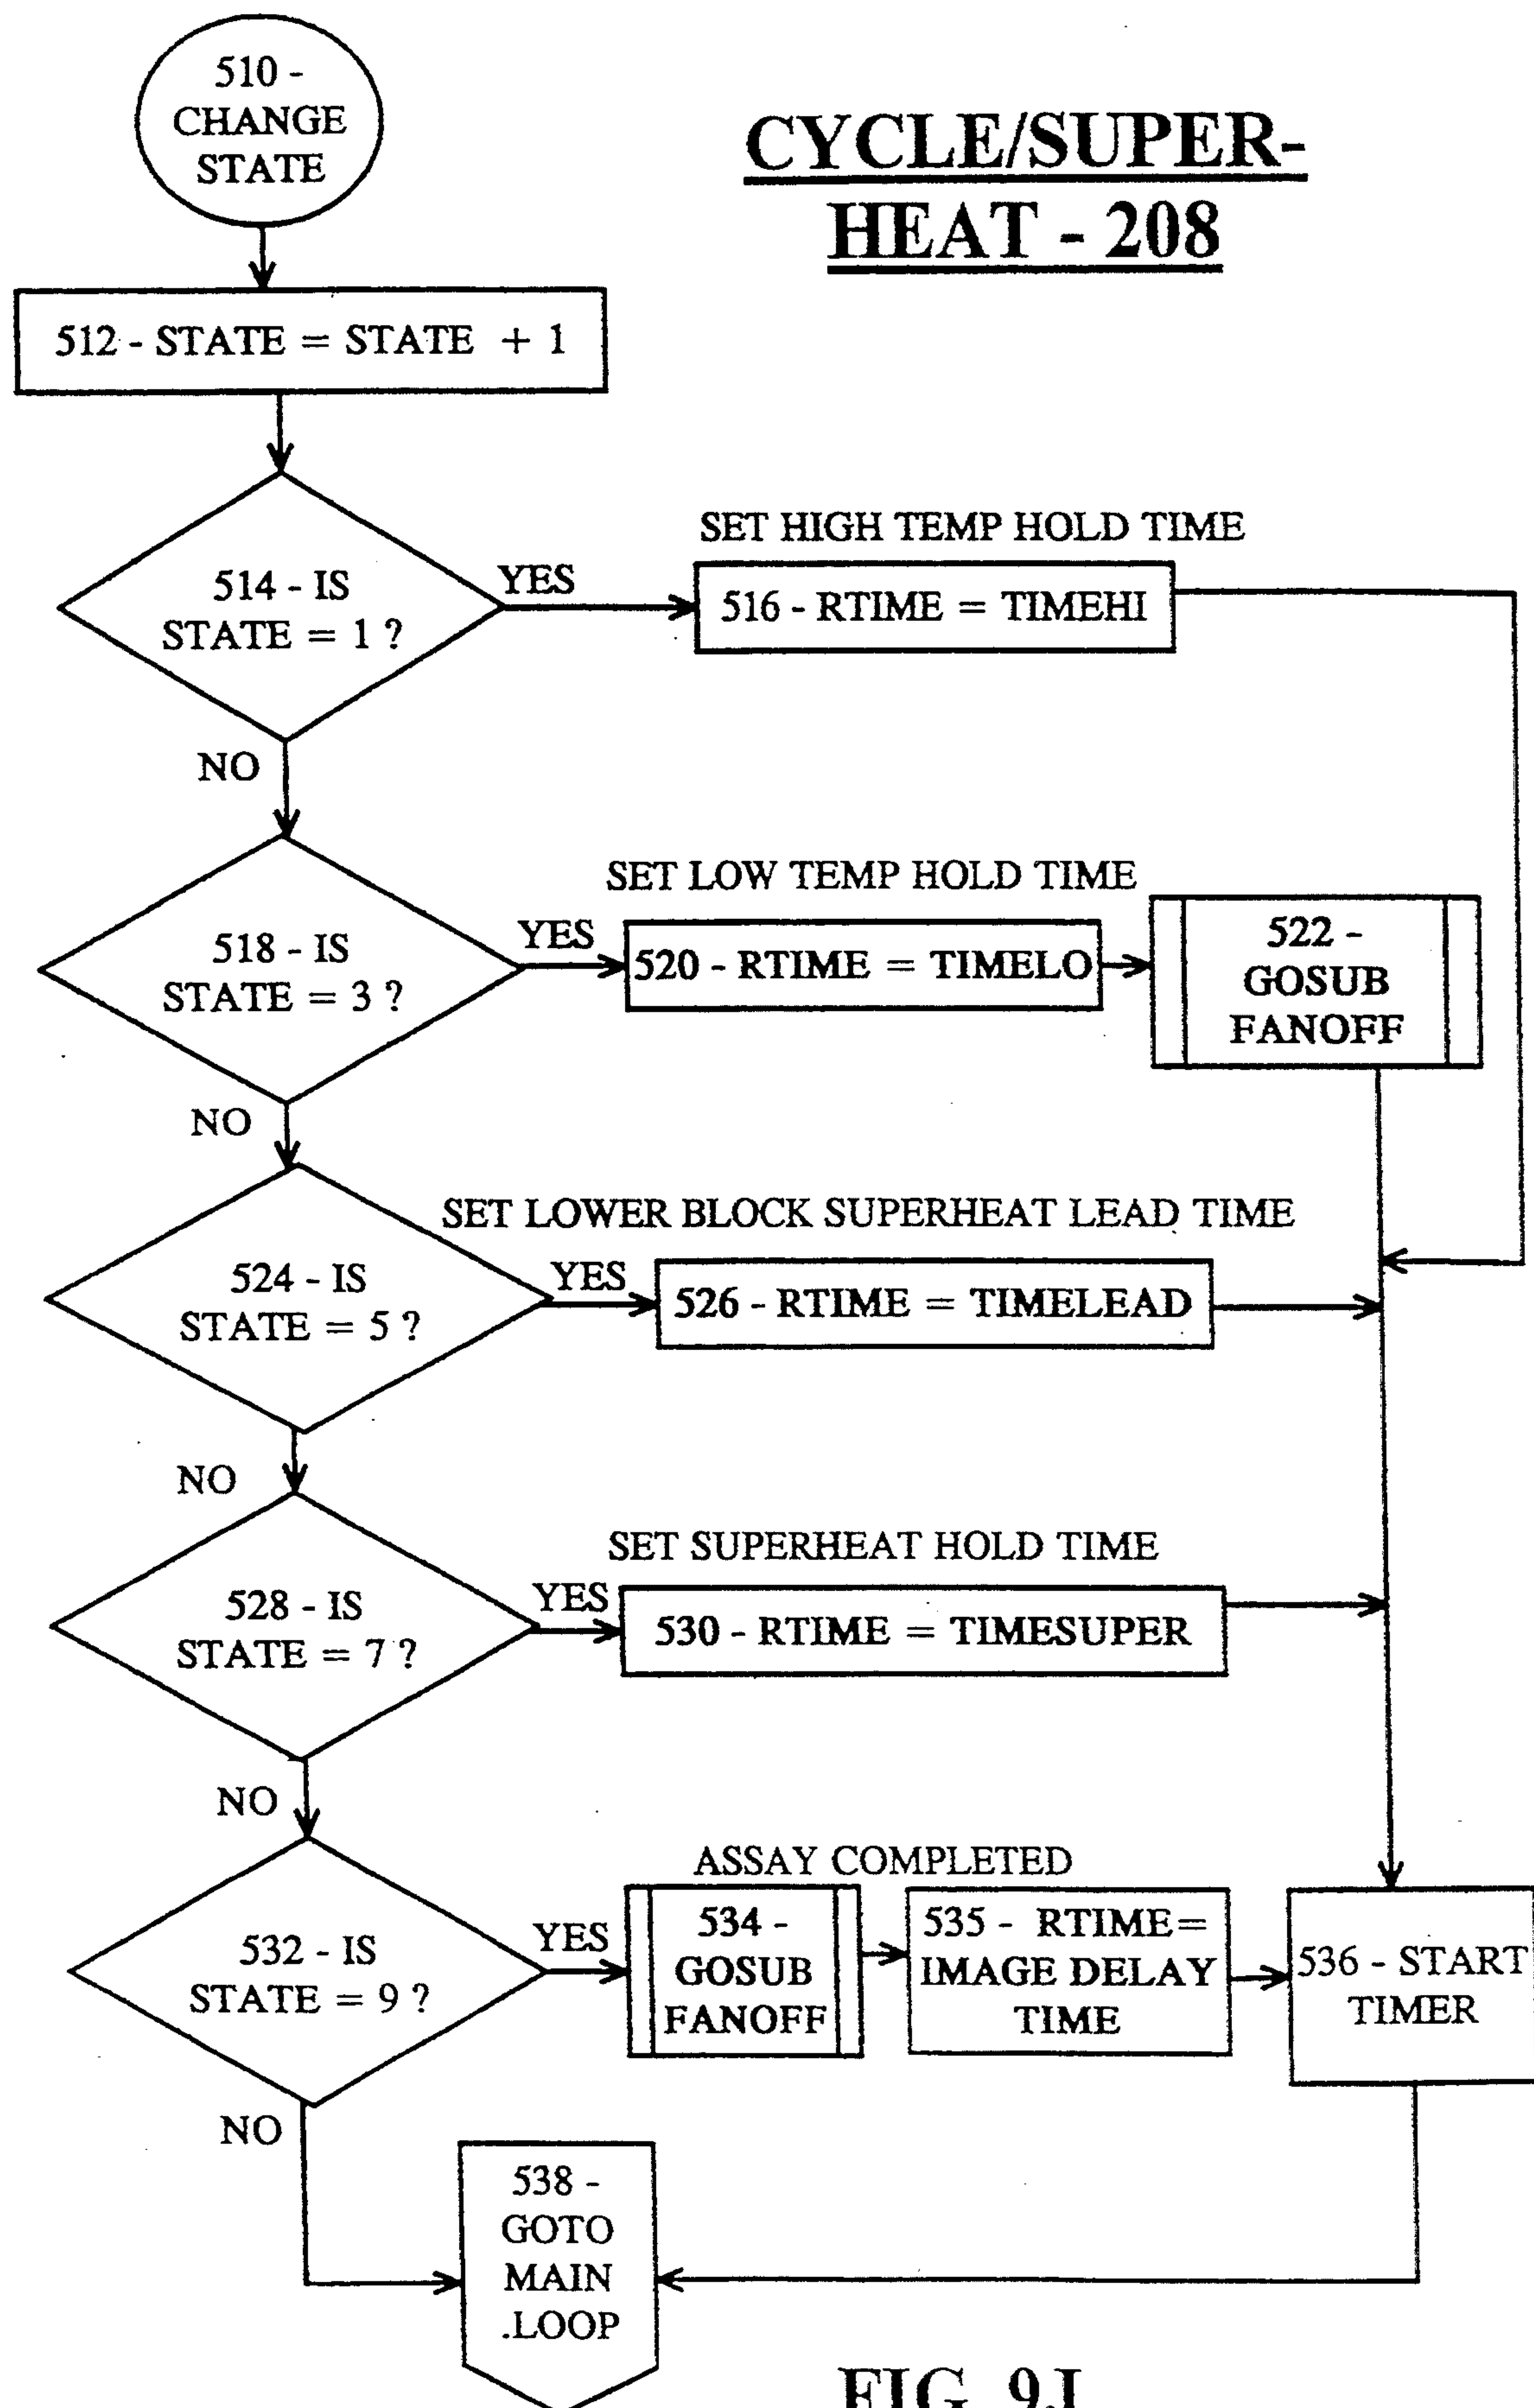 510 -
CHANGE
STATE
CYCLE/SUPER-
HEAT - 208
512 - STATE = STATE + 1
514 - IS
STATE = 1 ?
YES
SET HIGH TEMP HOLD TIME
516 - RTIME = TIMEHI
NO
518 - IS
STATE = 3 ?
YES
SET LOW TEMP HOLD TIME
520 - RTIME = TIMELO
522 -
GOSUB
FANOFF
NO
524 - IS
STATE = 5 ?
YES
SET LOWER BLOCK SUPERHEAT LEAD TIME
526 - RTIME = TIMELEAD
NO
528 - IS
STATE = 7 ?
YES
SET SUPERHEAT HOLD TIME
530 - RTIME = TIMESUPER
NO
532 - IS
STATE = 9 ?
YES
ASSAY COMPLETED
534 -
GOSUB
FANOFF
535 - RTIME=
IMAGE DELAY
TIME
536 - START
TIMER
NO
538 -
GOTO
MAIN
.LOOP